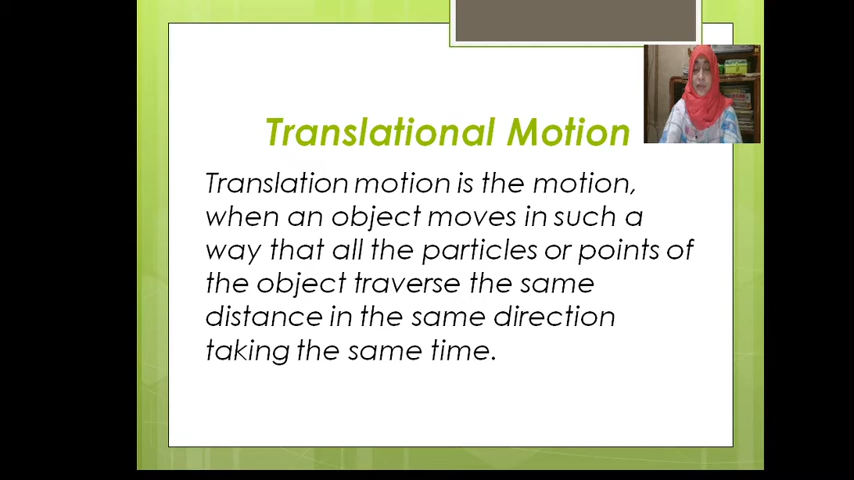 Translational Motion
Translation motion is the motion,
when an object moves in such a
way that all the particles or points of
the object traverse the same
distance in the same direction
taking the same time.